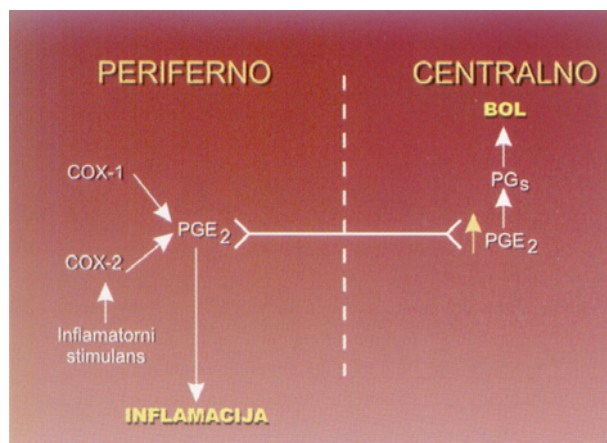 PERIFERNO
CENTRALNO
BOL
PGs
COX-1
PGE2
PGE2
COX-2
Inflamatorni
stimulans
INFLAMACIJA